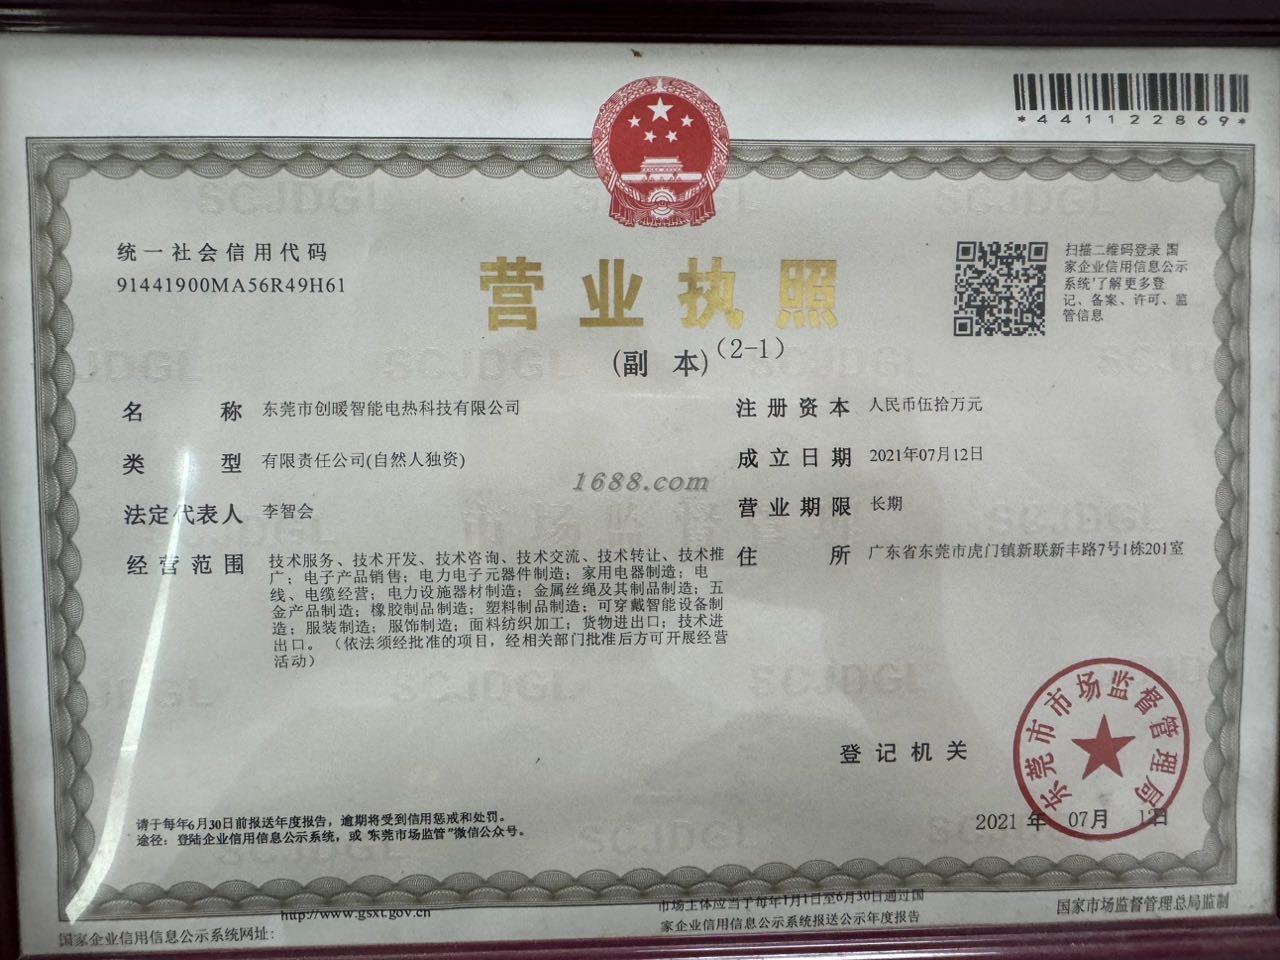 *441122869*
统一社会信用代码
91441900MA56R49H61
营业执照
(副 本)(2-1)
扫描二维码登录'国
家企业信用信息公示
系统'了解更多登
记、备案、许可、监
管信息
名 称 东莞市创暖智能电热科技有限公司
类 型 有限责任公司(自然人独资)
法定代表人 李智会
经营范围 技术服务、技术开发、技术咨询、技术交流、技术转让、技术推
广；电子产品销售；电力电子元器件制造；家用电器制造；电
线、电缆经营；电力设施器材制造；金属丝绳及其制品制造；五
金产品制造；橡胶制品制造；塑料制品制造；可穿戴智能设备制
造；服装制造；服饰制造；面料纺织加工；货物进出口；技术进
出口。（依法须经批准的项目，经相关部门批准后方可开展经营
活动）
注册资本 人民币伍拾万元
成立日期 2021年07月12日
营业期限 长期
住 所 广东省东莞市虎门镇新联新丰路7号1栋201室
1688.com
登记机关
东莞市市场监督管理局
2021 年 07月 12日
请于每年6月30日前报送年度报告，逾期将受到信用惩戒和处罚。
途径：登陆企业信用信息公示系统，或“东莞市场监管”微信公众号。
http://www.gsxt.gov.cn
国家企业信用信息公示系统网址：
市场主体应当于每年1月1日至6月30日通过国
家企业信用信息公示系统报送公示年度报告
国家市场监督管理总局监制
SCJDGL
SCJDGL
SCJDGL
SCJDGL
SCJDGL
市场监督管理
SCJDGL